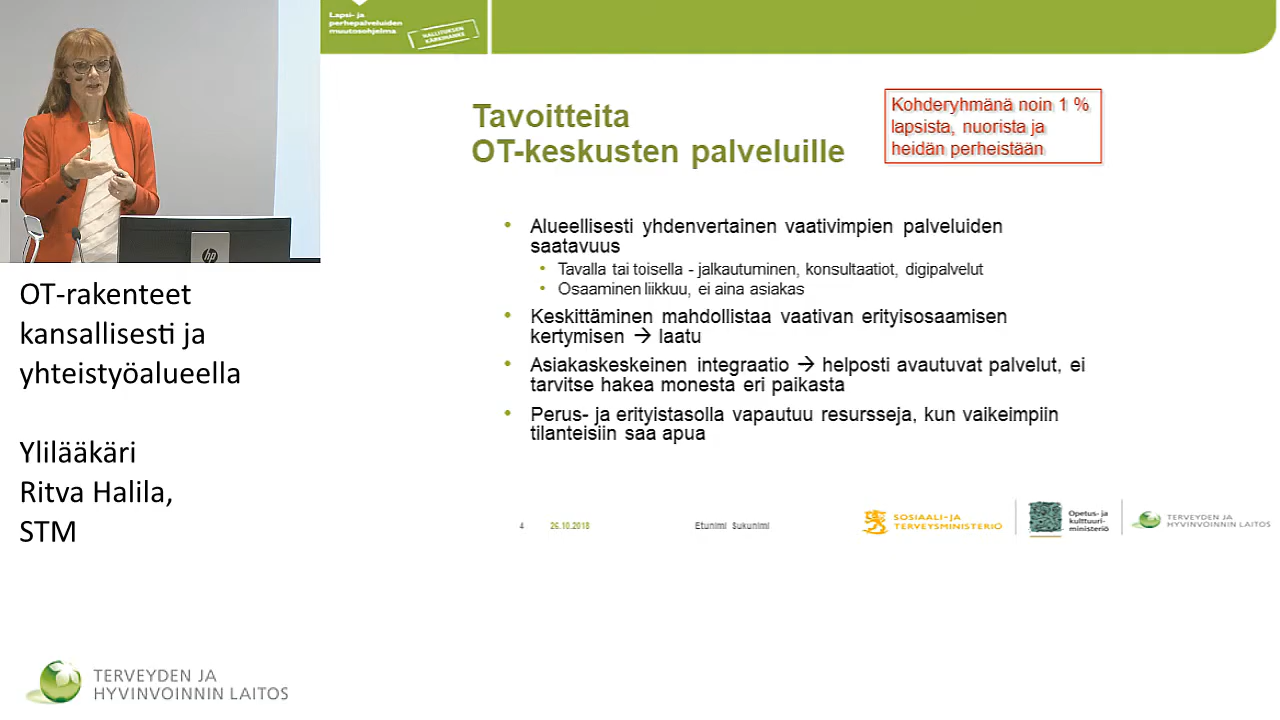 Lapsi- ja
perhepalveluiden
muutosohjelma
HALLITUKSEN
KÄRKIHANKE
Tavoitteita
OT-keskusten palveluille
Kohderyhmänä noin 1 %
lapsista, nuorista ja
heidän perheistään
• Alueellisesti yhdenvertainen vaativimpien palveluiden
saatavuus
• Tavalla tai toisella - jalkautuminen, konsultaatiot, digipalvelut
• Osaaminen liikkuu, ei aina asiakas
• Keskittäminen mahdollistaa vaativan erityisosaamisen
kertymisen → laatu
• Asiakaskeskeinen integraatio → helposti avautuvat palvelut, ei
tarvitse hakea monesta eri paikasta
• Perus- ja erityistasolla vapautuu resursseja, kun vaikeimpiin
tilanteisiin saa apua
4 26.10.2018 Etunimi Sukunimi
SOSIAALI- JA
TERVEYSMINISTERIÖ
Opetus- ja
kulttuuri-
ministeriö
TERVEYDEN JA
HYVINVOINNIN LAITOS
hp
OT-rakenteet
kansallisesti ja
yhteistyöalueella
Ylilääkäri
Ritva Halila,
STM
TERVEYDEN JA
HYVINVOINNIN LAITOS